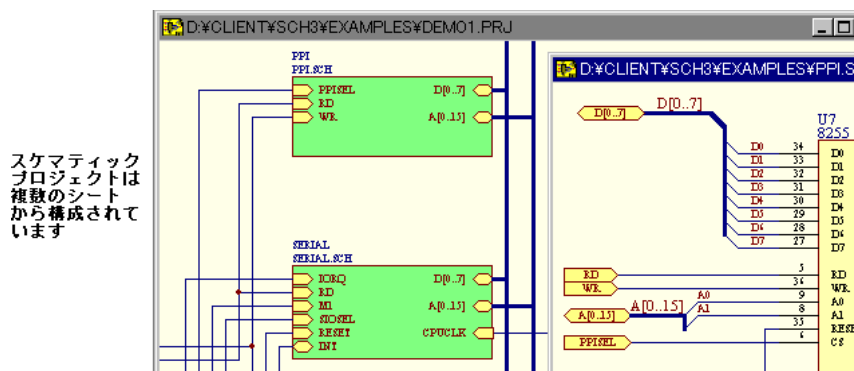 スケマティック
プロジェクトは
複数のシート
から構成されて
います
D:¥CLIENT¥SCH3¥EXAMPLES¥DEMO1.PRJ
PPI
PPI.SCH
PPISEL
RD
WR
D[0..7]
A[0..15]
SERIAL
SERIAL.SCH
IORQ
RD
M1
SIOSEL
RESET
INT
D[0..7]
A[0..15]
CPUCLK
D:¥CLIENT¥SCH3¥EXAMPLES¥PPI.S
D[0..7]
D[0..7]
U7
8255
D0 34 D0
D1 33 D1
D2 32 D2
D3 31 D3
D4 30 D4
D5 29 D5
D6 28 D6
D7 27 D7
RD 5 RD
WR 36 WR
A0 9 A0
A[0..15] A[0..15] A1 8 A1
35 RESE
PPISEL 6 CS